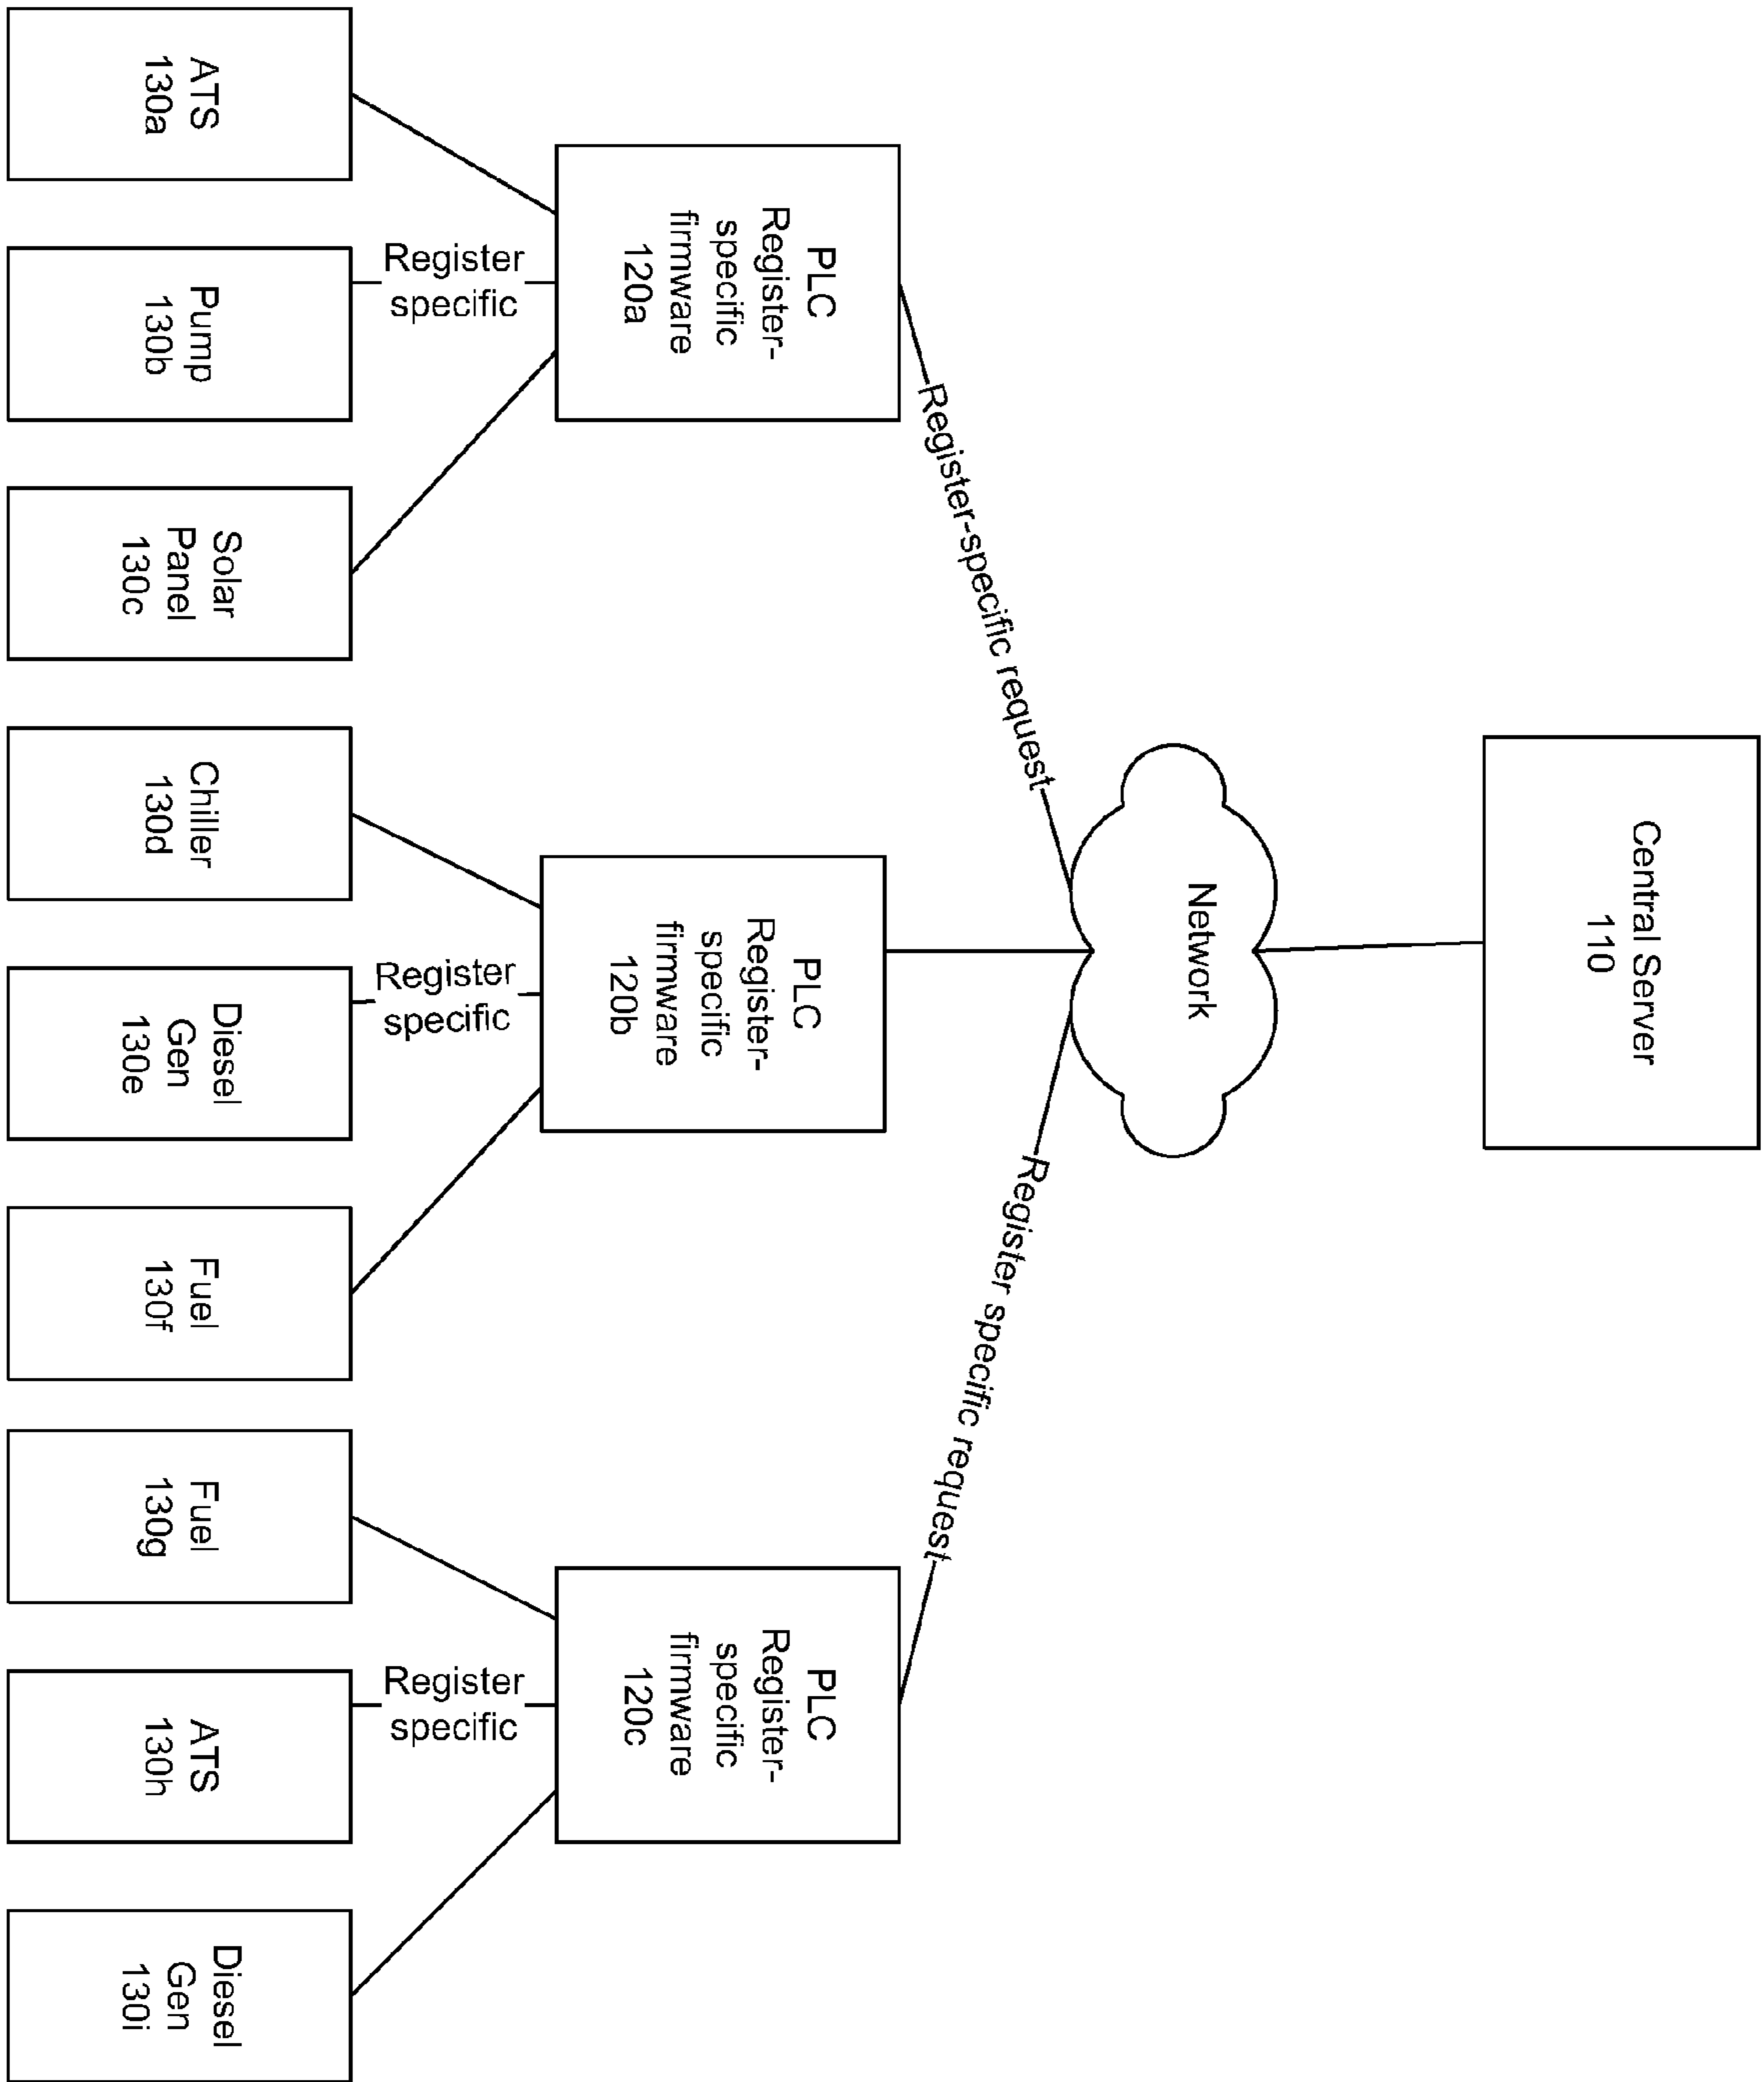 Central Server
110
Network
Register-specific request
Register specific request
PLC
Register-
specific
firmware
120a
PLC
Register-
specific
firmware
120b
PLC
Register-
specific
firmware
120c
Register
specific
Register
specific
Register
specific
ATS
130a
Pump
130b
Solar
Panel
130c
Chiller
130d
Diesel
Gen
130e
Fuel
130f
Fuel
130g
ATS
130h
Diesel
Gen
130i